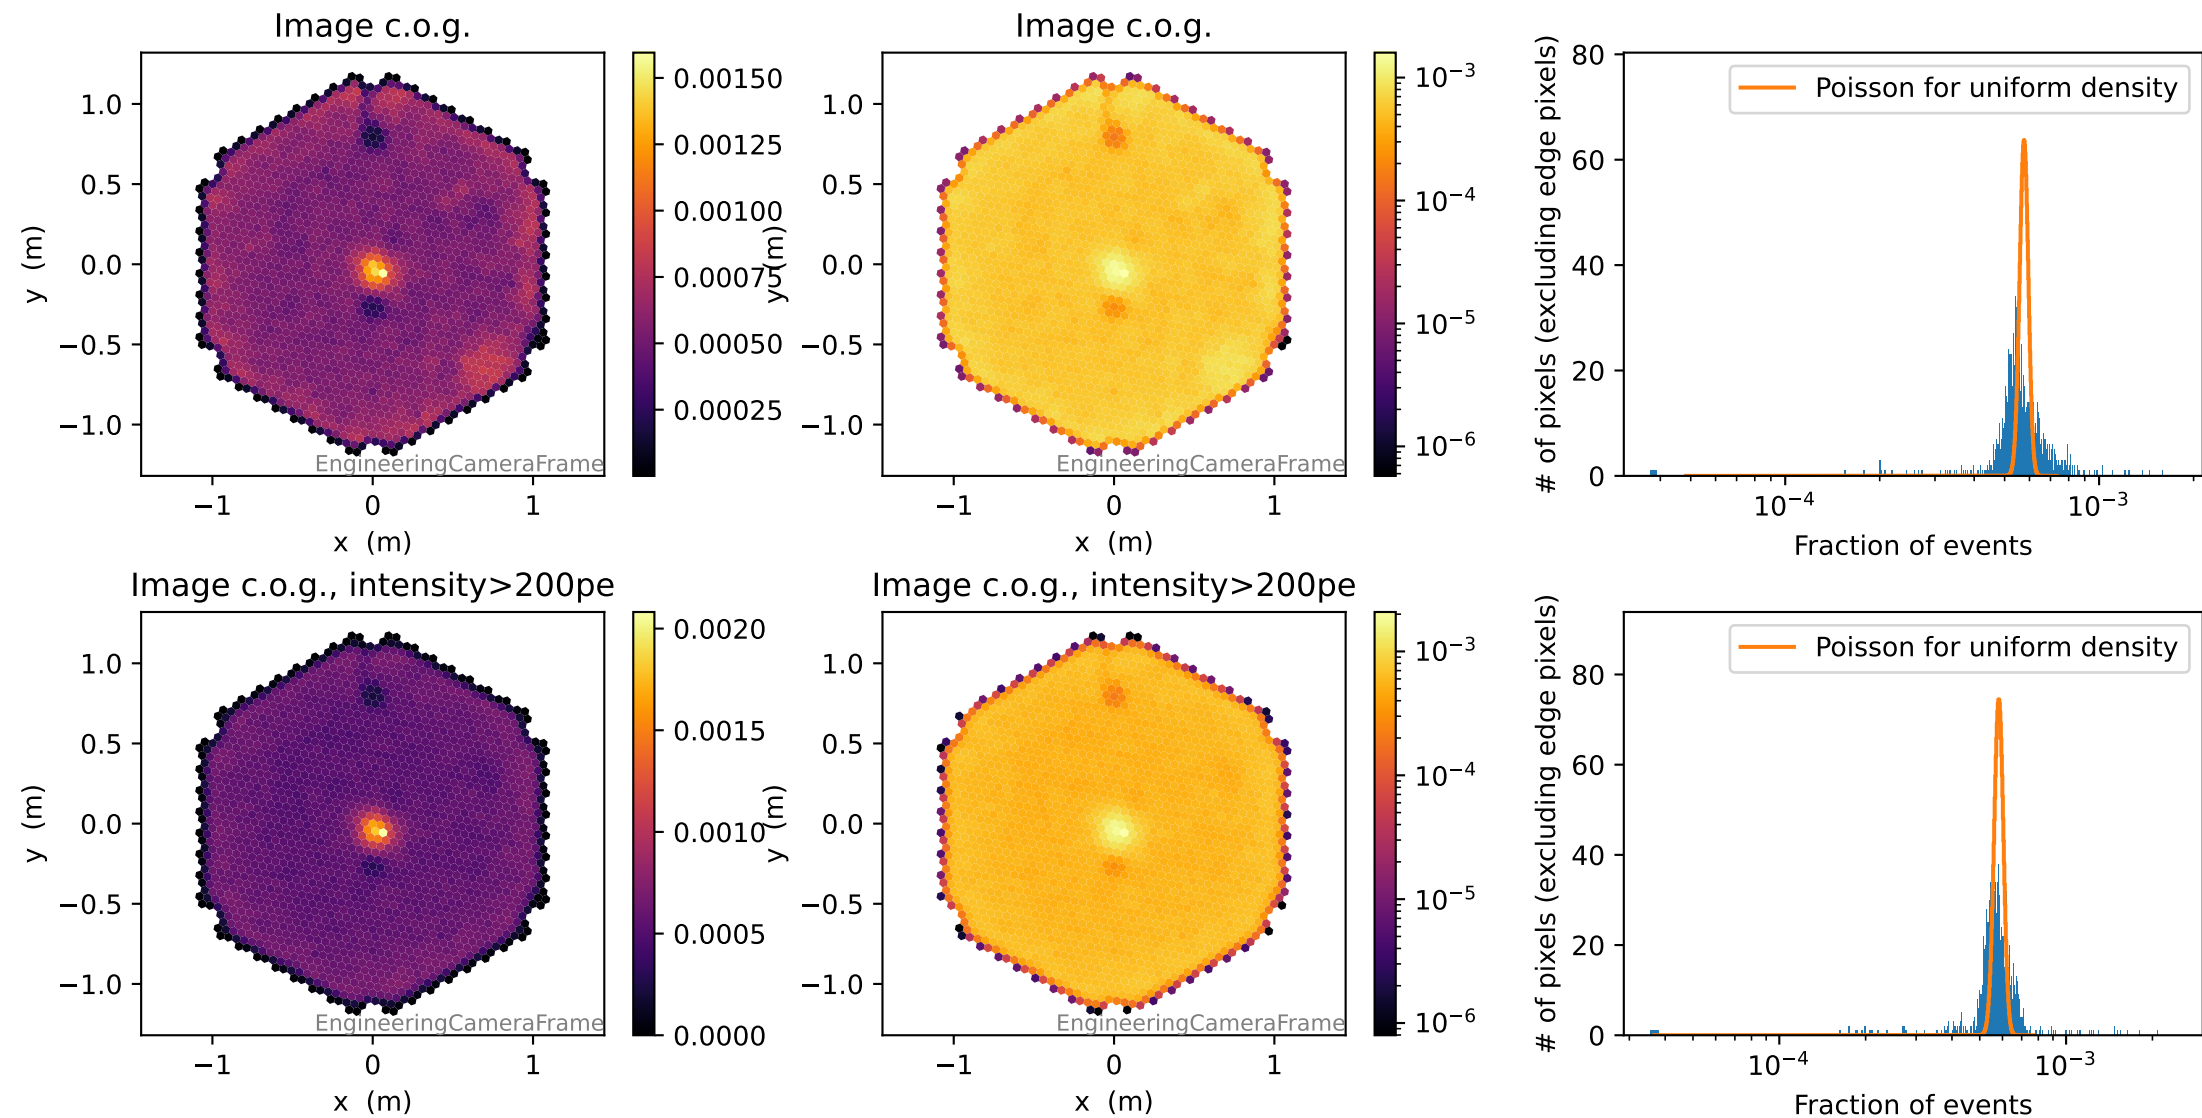 Image c.o.g.
y (m)
1.0
0.5
0.0
−0.5
−1.0
−1
0
1
x (m)
EngineeringCameraFrame
0.00150
0.00125
0.00100
0.00075
0.00050
0.00025
Image c.o.g.
y (m)
1.0
0.5
0.0
−0.5
−1.0
−1
0
1
x (m)
EngineeringCameraFrame
10⁻³
10⁻⁴
10⁻⁵
10⁻⁶
# of pixels (excluding edge pixels)
80
60
40
20
0
Poisson for uniform density
10⁻⁴
10⁻³
Fraction of events
Image c.o.g., intensity>200pe
y (m)
1.0
0.5
0.0
−0.5
−1.0
−1
0
1
x (m)
EngineeringCameraFrame
0.0020
0.0015
0.0010
0.0005
0.0000
Image c.o.g., intensity>200pe
y (m)
1.0
0.5
0.0
−0.5
−1.0
−1
0
1
x (m)
EngineeringCameraFrame
10⁻³
10⁻⁴
10⁻⁵
10⁻⁶
# of pixels (excluding edge pixels)
80
60
40
20
0
Poisson for uniform density
10⁻⁴
10⁻³
Fraction of events